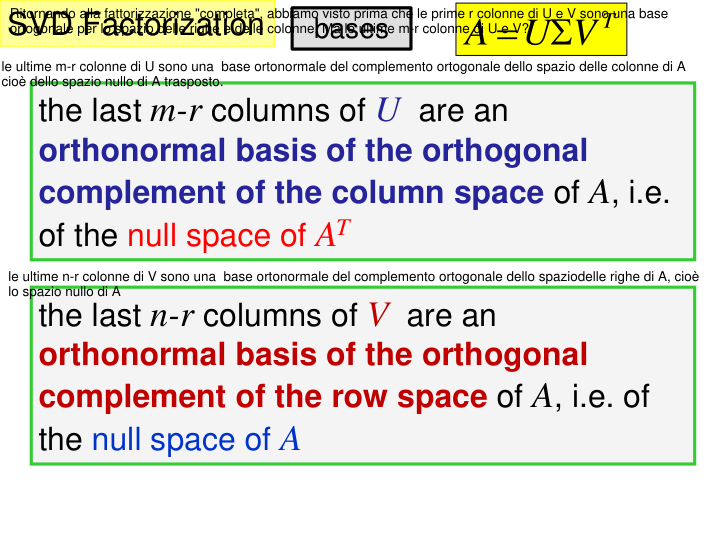 Ritornando alla fattorizzazione "completa", abbiamo visto prima che le prime r colonne di U e V sono una base
ortogonale per lo spazio delle righe e delle colonne. Ma le ultime m-r colonne di U e V?
SVD Factorization
bases
A = UΣV^T
le ultime m-r colonne di U sono una base ortonormale del complemento ortogonale dello spazio delle colonne di A
cioè dello spazio nullo di A trasposto.
the last m-r columns of U are an
orthonormal basis of the orthogonal
complement of the column space of A, i.e.
of the null space of A^T
le ultime n-r colonne di V sono una base ortonormale del complemento ortogonale dello spaziodelle righe di A, cioè
lo spazio nullo di A
the last n-r columns of V are an
orthonormal basis of the orthogonal
complement of the row space of A, i.e. of
the null space of A